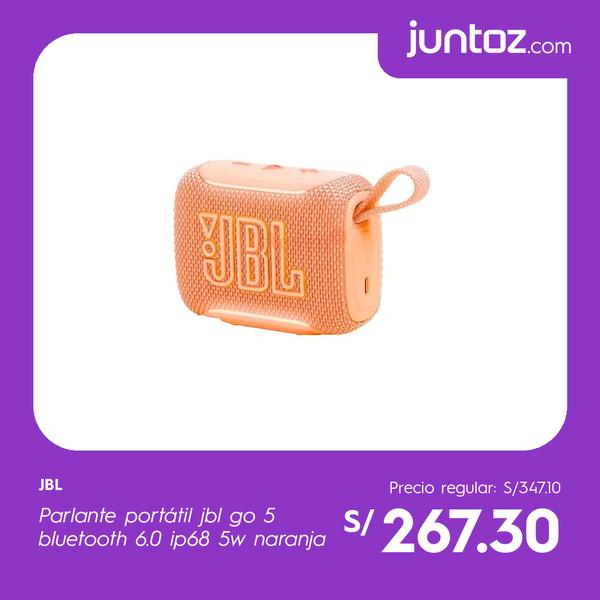 juntoz.com
JBL
JBL
Precio regular: S/347.10
Parlante portátil jbl go 5
bluetooth 6.0 ip68 5w naranja
S/267.30